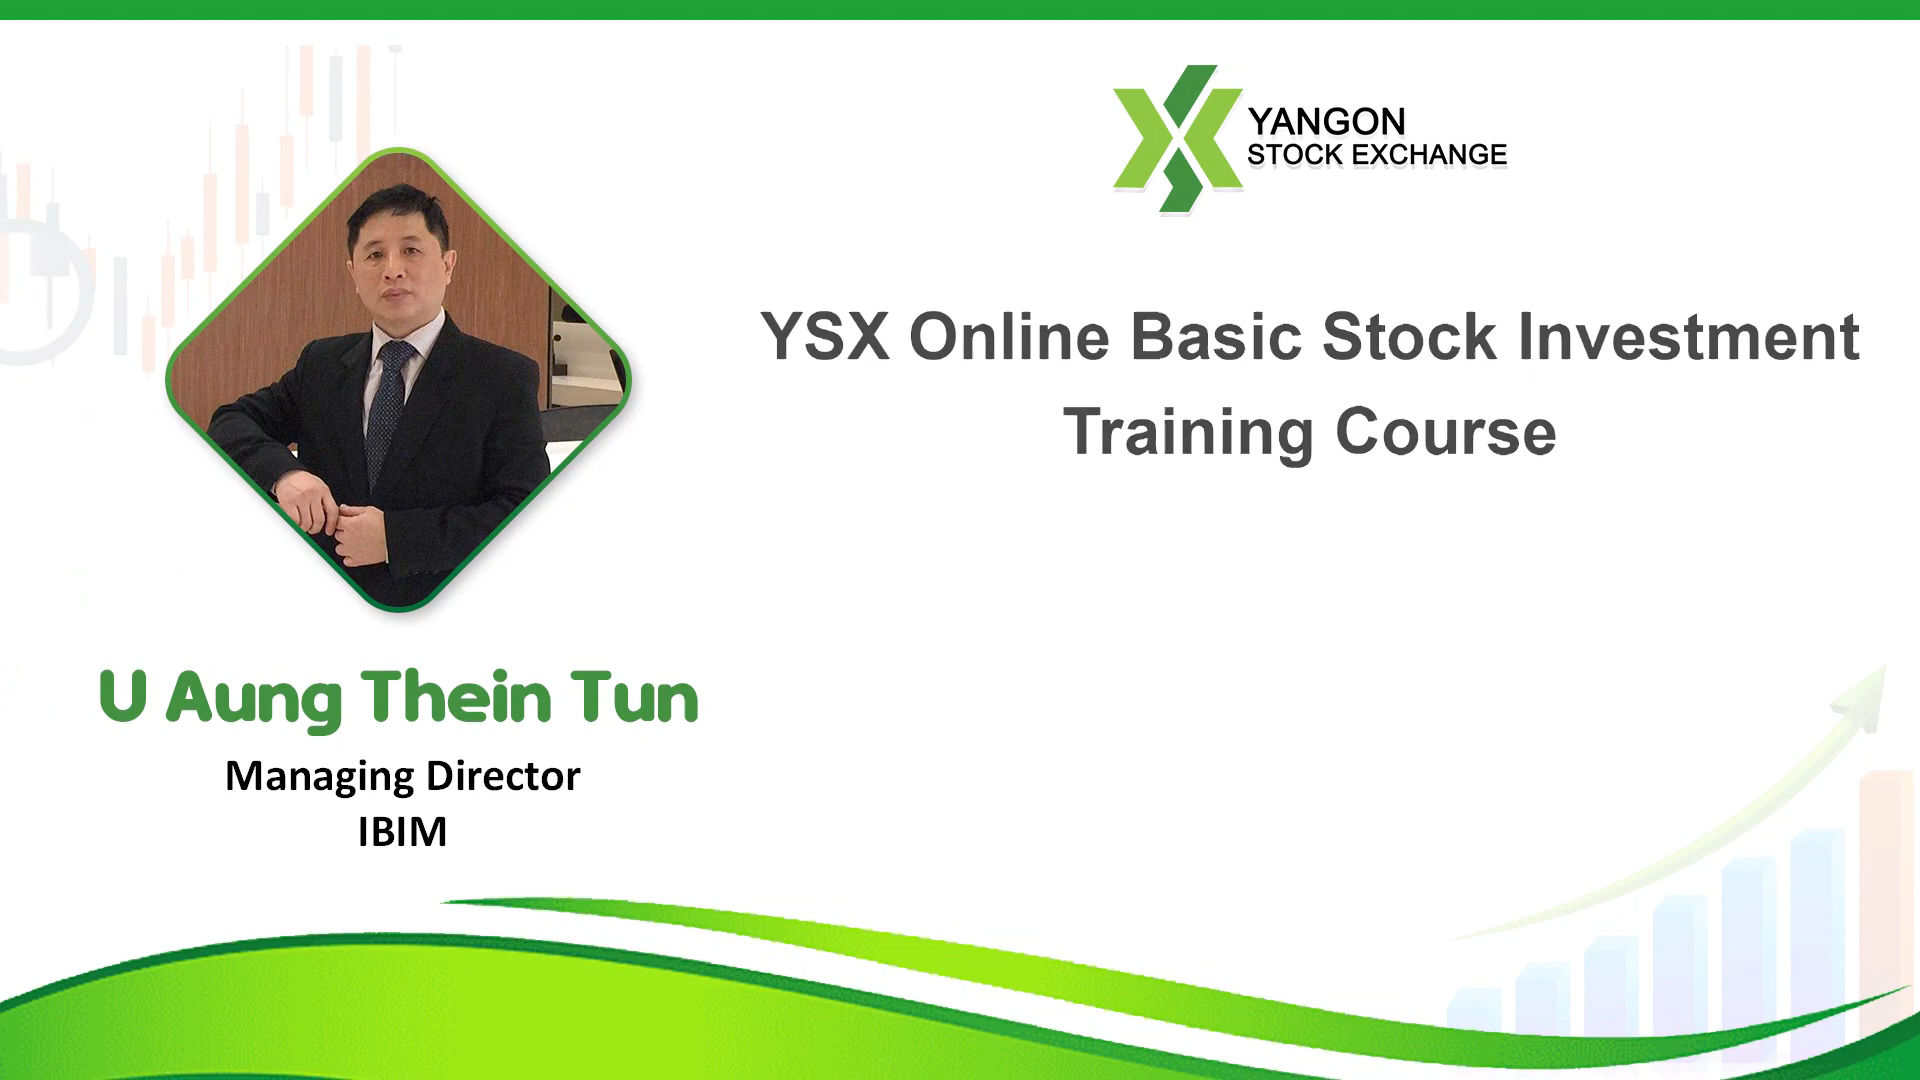 YANGON
STOCK EXCHANGE
YSX Online Basic Stock Investment
Training Course
U Aung Thein Tun
Managing Director
IBIM